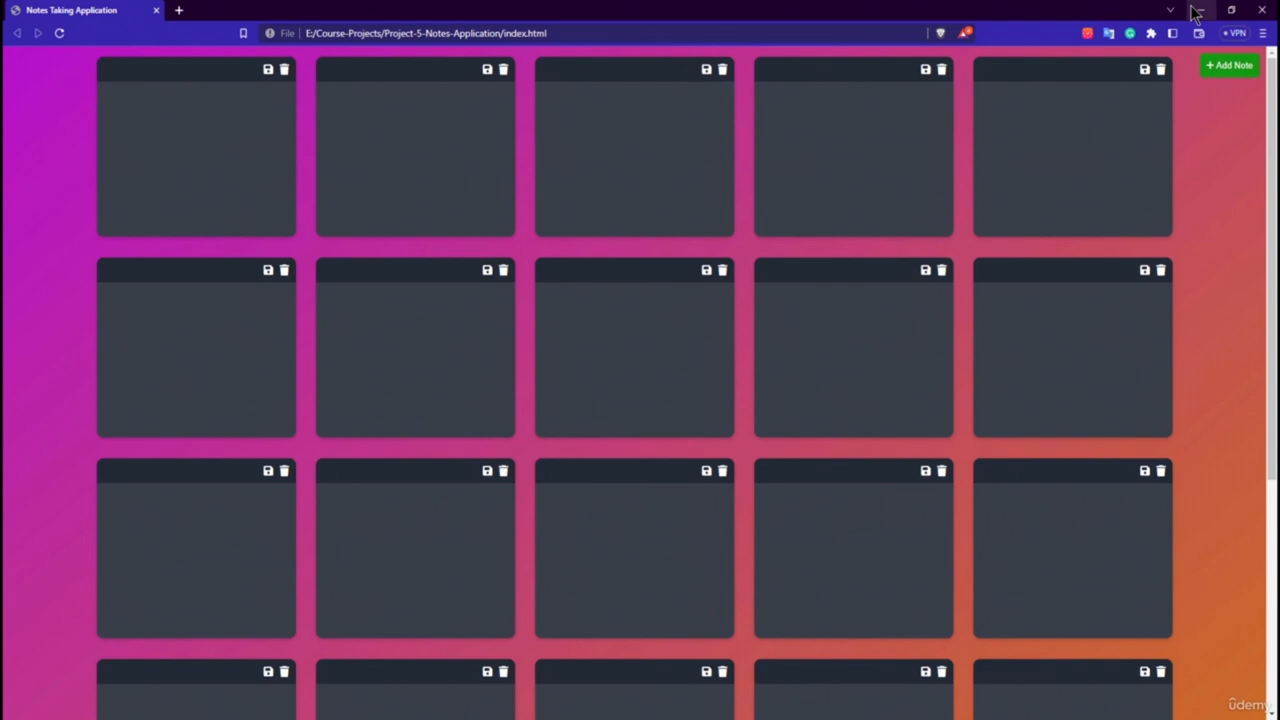 Notes Taking Application
File
E:/Course-Projects/Project-5-Notes-Application/index.html
VPN
+ Add Note
ûdemy